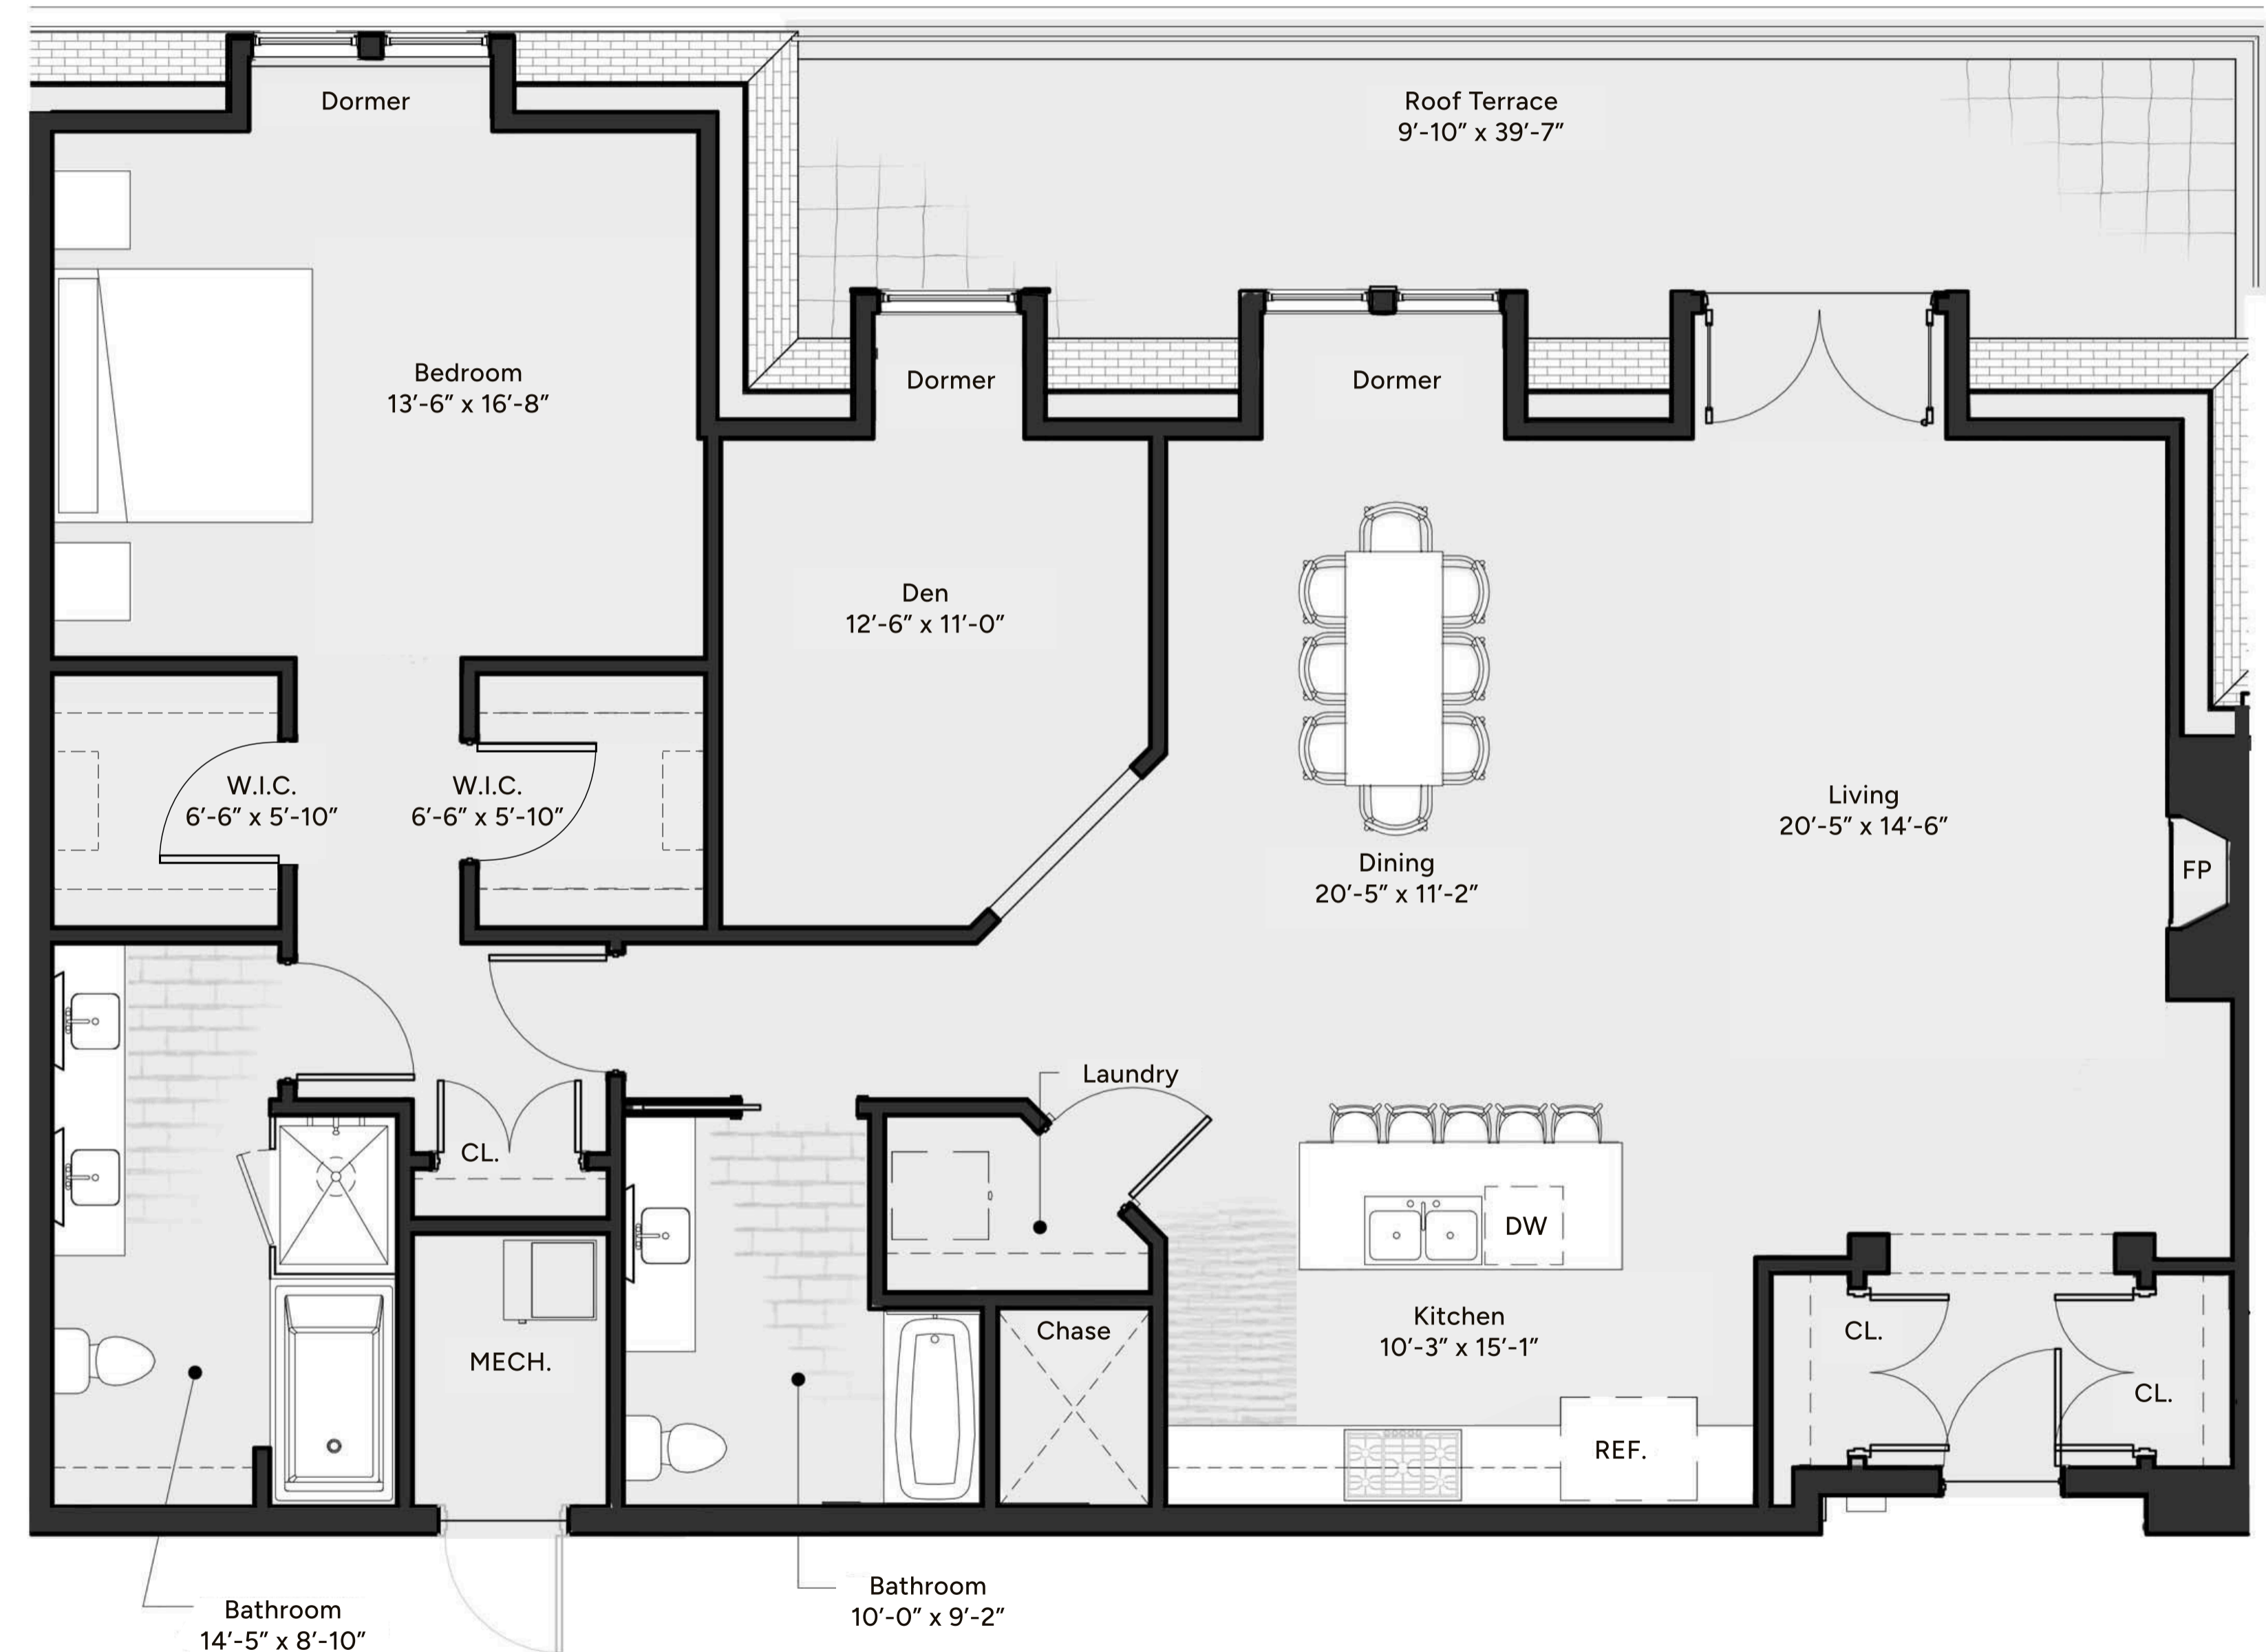 Dormer
Roof Terrace
9’-10” x 39’-7”
Bedroom
13’-6” x 16’-8”
Dormer
Dormer
Den
12’-6” x 11’-0”
W.I.C.
6’-6” x 5’-10”
W.I.C.
6’-6” x 5’-10”
Living
20’-5” x 14’-6”
Dining
20’-5” x 11’-2”
FP
Laundry
CL.
DW
Kitchen
10’-3” x 15’-1”
Chase
CL.
MECH.
CL.
REF.
Bathroom
10’-0” x 9’-2”
Bathroom
14’-5” x 8’-10”